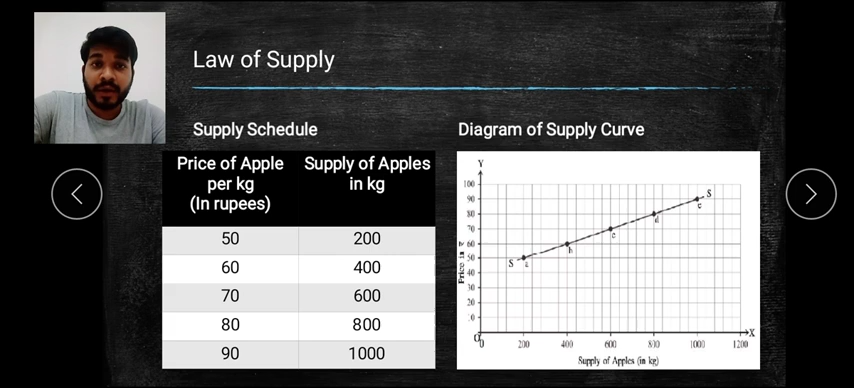 Law of Supply
Supply Schedule
Diagram of Supply Curve
Price of Apple
per kg
(In rupees)
Supply of Apples
in kg
50 200
60 400
70 600
80 800
90 1000
Y
100
90
80
70
60
50
40
30
20
10
0
Price in ₹
S a b c d e S
0 200 400 600 800 1000 1200
X
Supply of Apples (in kg)